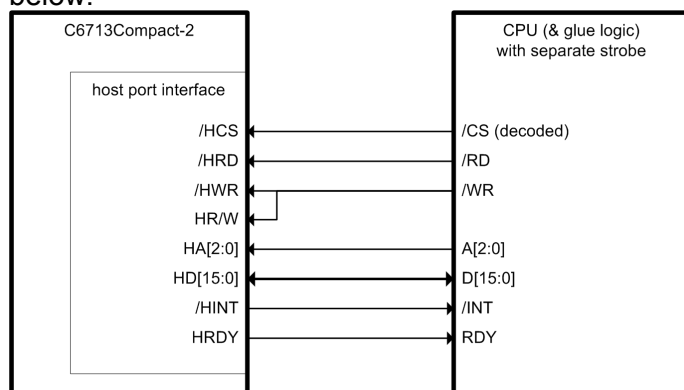 below.
C6713Compact-2
CPU (& glue logic)
with separate strobe
host port interface
/HCS
/CS (decoded)
/HRD
/RD
/HWR
/WR
HR/W
HA[2:0]
A[2:0]
HD[15:0]
D[15:0]
/HINT
/INT
HRDY
RDY